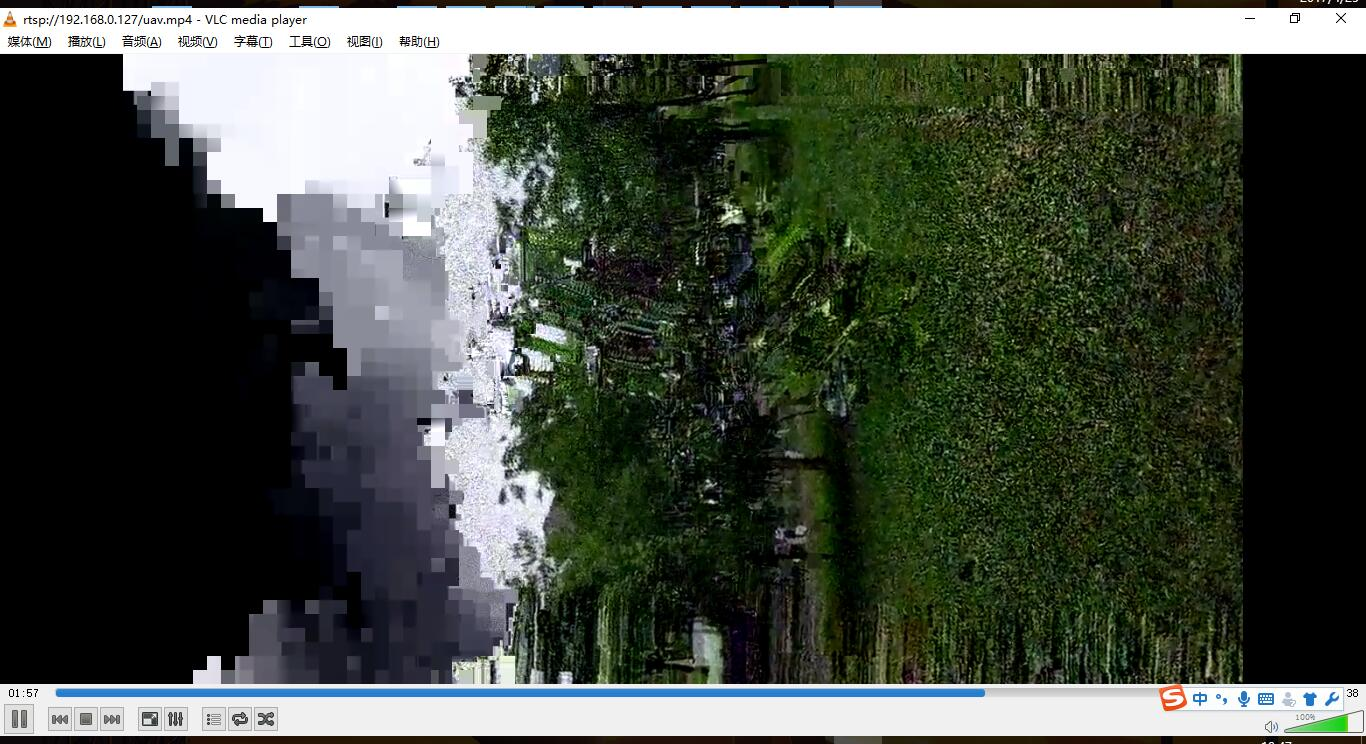 rtsp://192.168.0.127/uav.mp4 - VLC media player
媒体(M) 播放(L) 音频(A) 视频(V) 字幕(T) 工具(O) 视图(I) 帮助(H)
01:57
中
38
100%